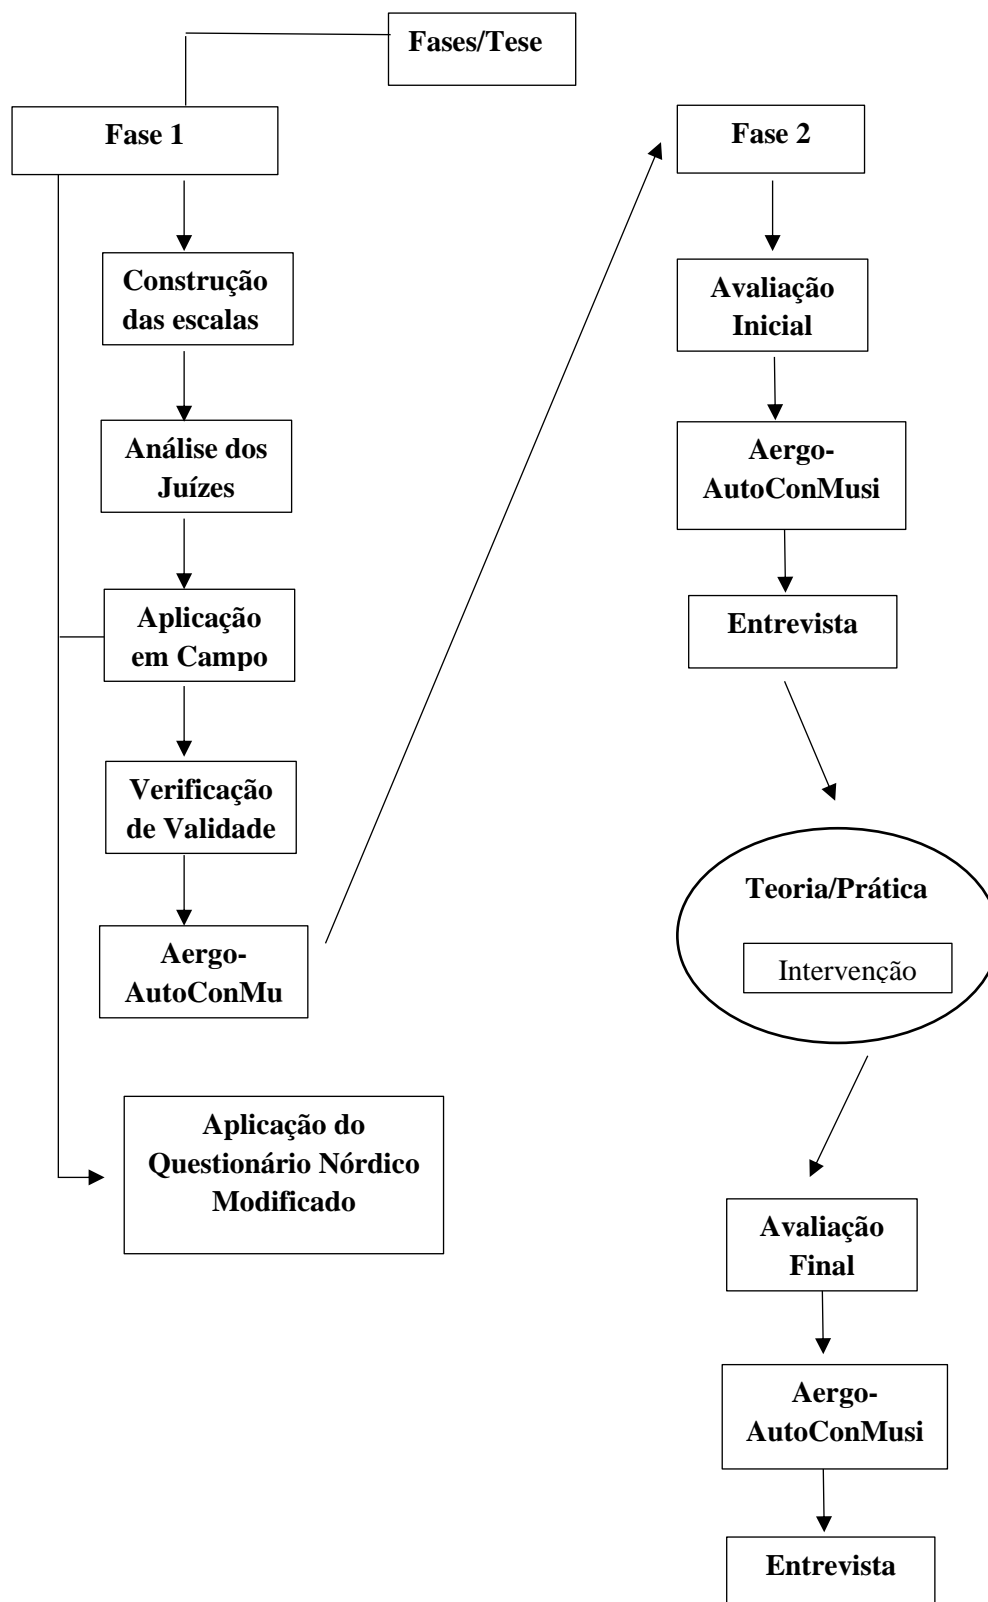 Fases/Tese
Fase 1
Construção
das escalas
Análise dos
Juízes
Aplicação
em Campo
Verificação
de Validade
Aergo-
AutoConMu
Aplicação do
Questionário Nórdico
Modificado
Fase 2
Avaliação
Inicial
Aergo-
AutoConMusi
Entrevista
Teoria/Prática
Intervenção
Avaliação
Final
Aergo-
AutoConMusi
Entrevista